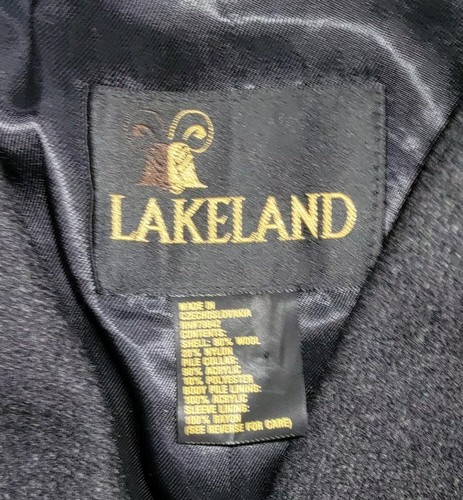 LAKELAND
MADE IN
CZECHOSLOVAKIA
CONTENTS:
SHELL: 80% WOOL
20% NYLON
PILE COLLAR:
90% ACRYLIC
10% POLYESTER
BODY PILE LINING:
100% ACRYLIC
SLEEVE LINING:
100% RAYON
(SEE REVERSE FOR CARE)